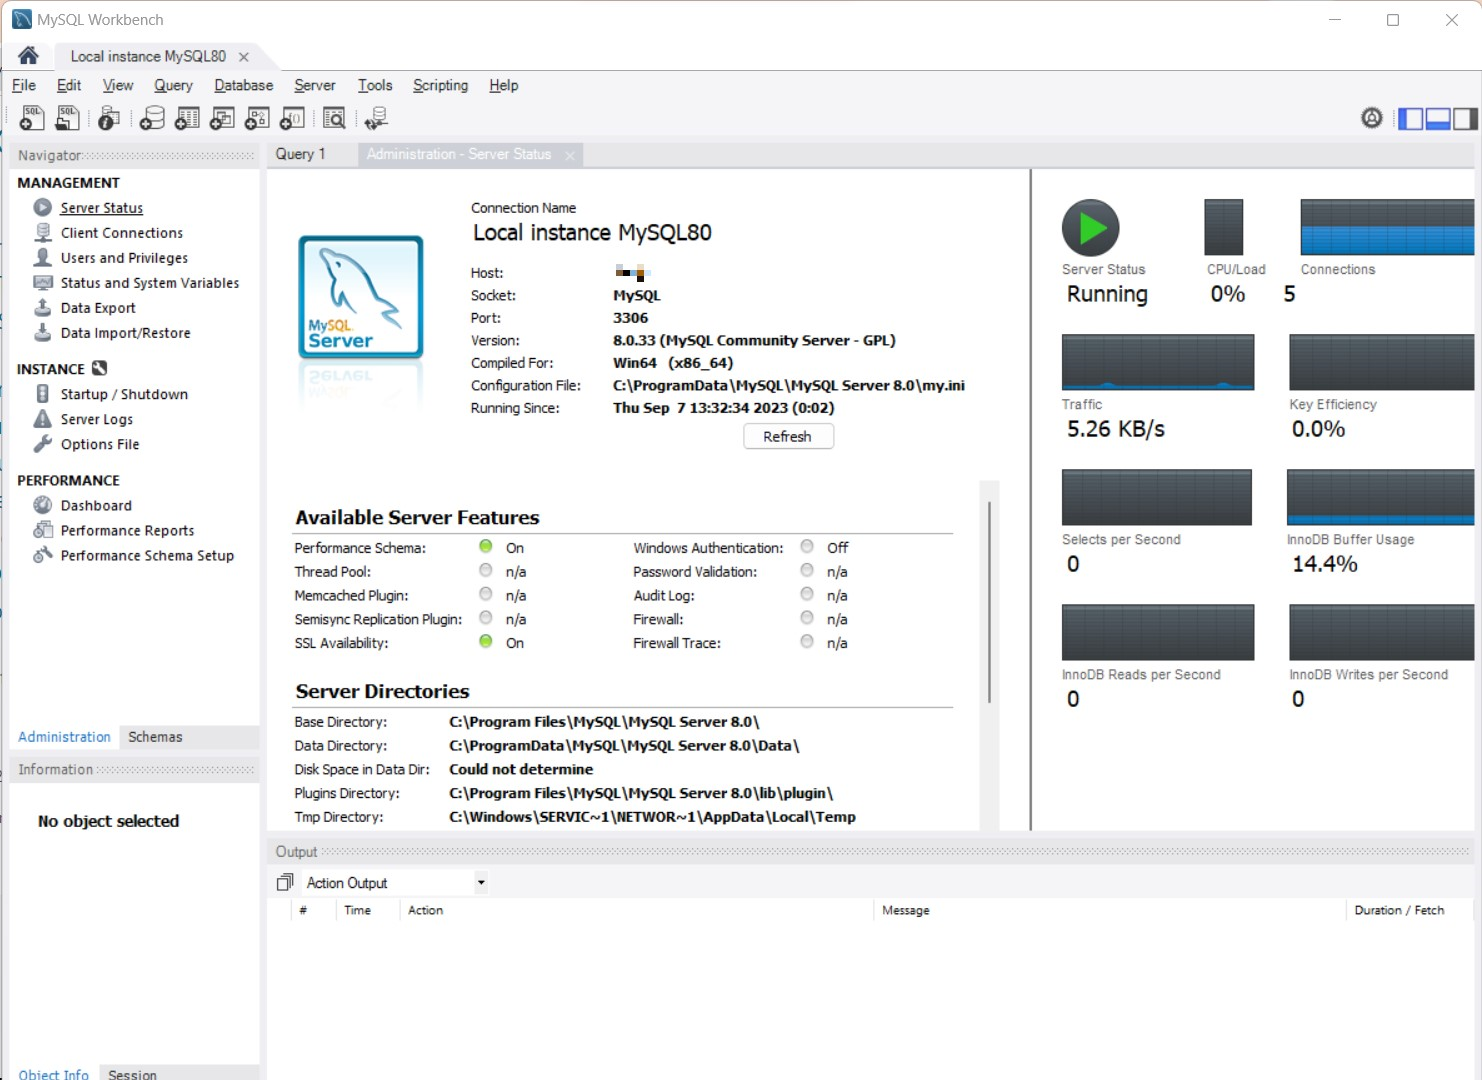 MySQL Workbench
Local instance MySQL80
File Edit View Query Database Server Tools Scripting Help
Navigator
MANAGEMENT
Server Status
Client Connections
Users and Privileges
Status and System Variables
Data Export
Data Import/Restore
INSTANCE
Startup / Shutdown
Server Logs
Options File
PERFORMANCE
Dashboard
Performance Reports
Performance Schema Setup
Administration Schemas
Information
No object selected
Object Info Session
Query 1 Administration - Server Status
MySQL
Server
Connection Name
Local instance MySQL80
Host:
Socket: MySQL
Port: 3306
Version: 8.0.33 (MySQL Community Server - GPL)
Compiled For: Win64 (x86_64)
Configuration File: C:\ProgramData\MySQL\MySQL Server 8.0\my.ini
Running Since: Thu Sep 7 13:32:34 2023 (0:02)
Refresh
Available Server Features
Performance Schema: On Windows Authentication: Off
Thread Pool: n/a Password Validation: n/a
Memcached Plugin: n/a Audit Log: n/a
Semisync Replication Plugin: n/a Firewall: n/a
SSL Availability: On Firewall Trace: n/a
Server Directories
Base Directory: C:\Program Files\MySQL\MySQL Server 8.0\
Data Directory: C:\ProgramData\MySQL\MySQL Server 8.0\Data\
Disk Space in Data Dir: Could not determine
Plugins Directory: C:\Program Files\MySQL\MySQL Server 8.0\lib\plugin\
Tmp Directory: C:\Windows\SERVIC~1\NETWOR~1\AppData\Local\Temp
Server Status CPU/Load Connections
Running 0% 5
Traffic Key Efficiency
5.26 KB/s 0.0%
Selects per Second InnoDB Buffer Usage
0 14.4%
InnoDB Reads per Second InnoDB Writes per Second
0 0
Output
Action Output
# Time Action Message Duration / Fetch